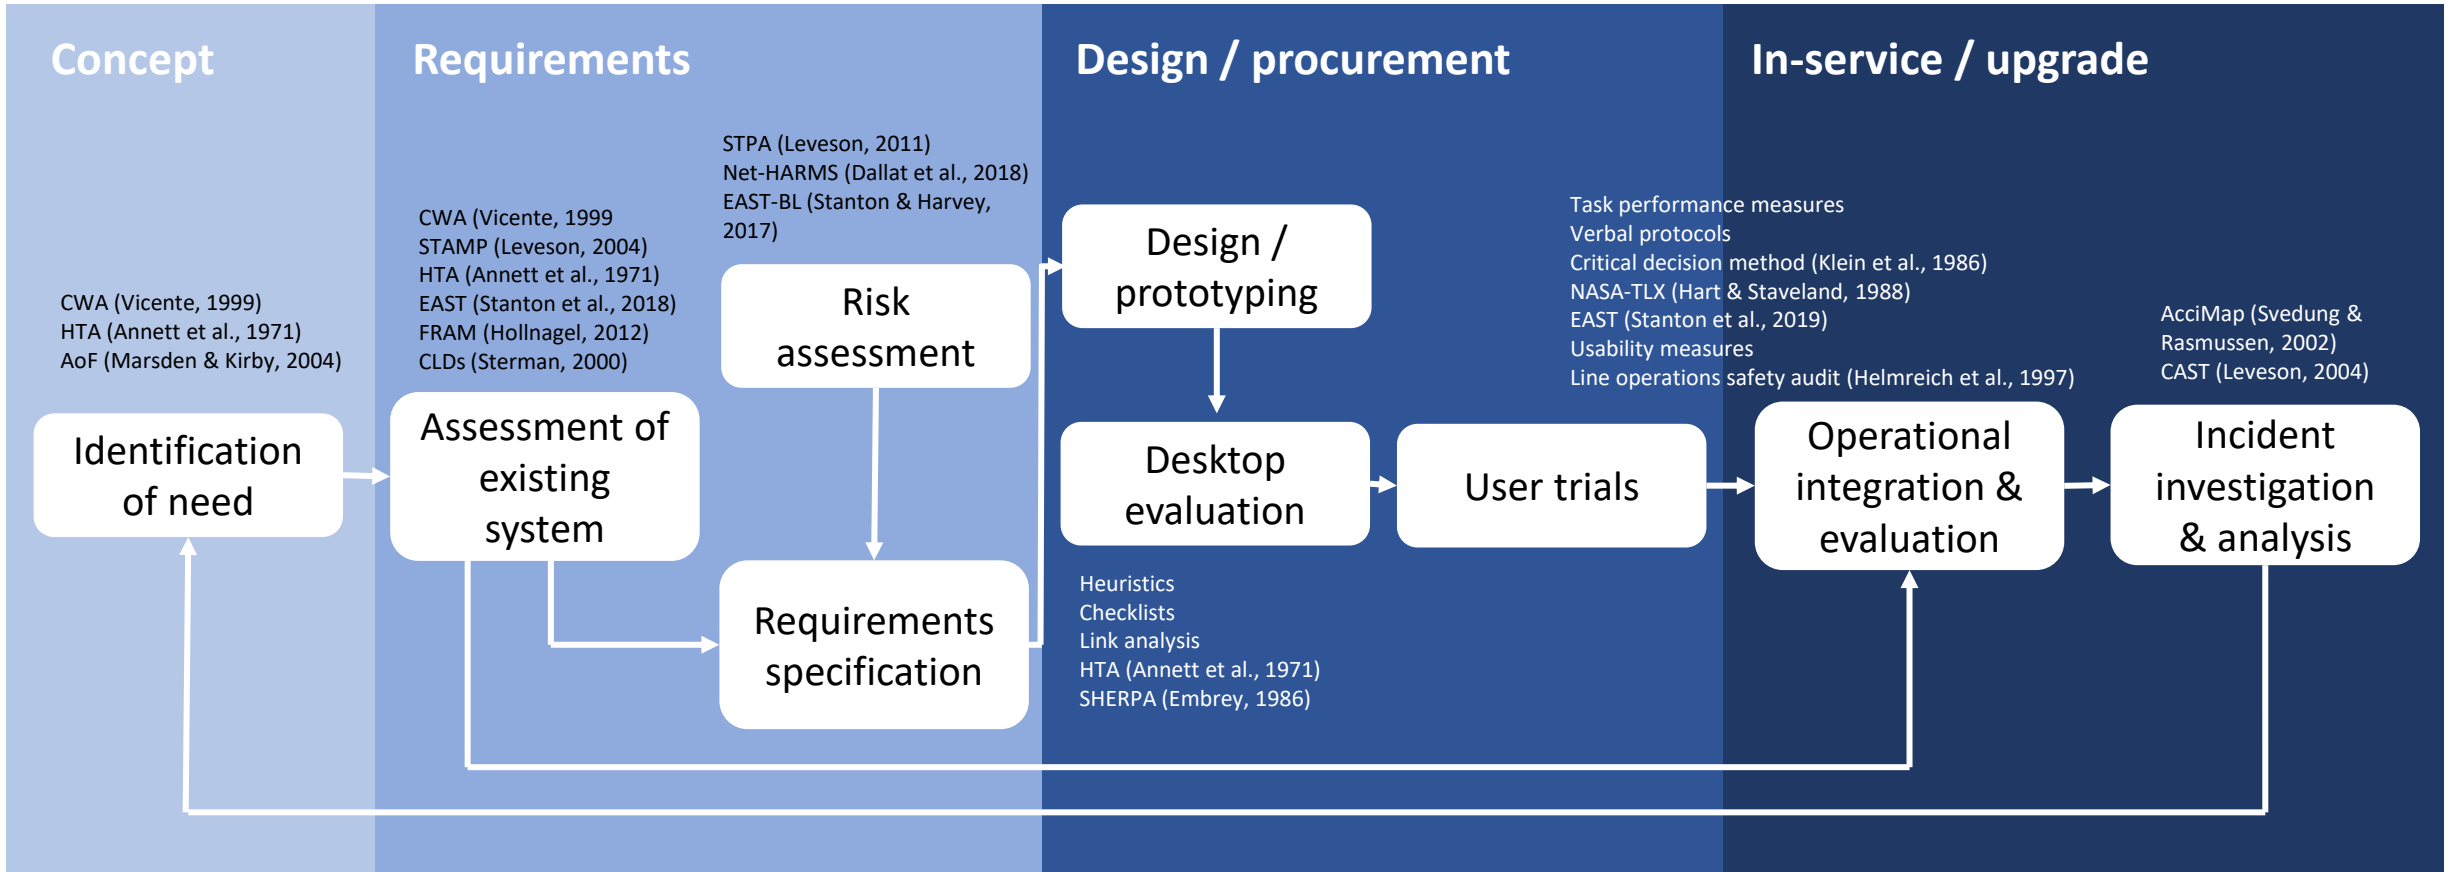 Concept
Requirements
Design / procurement
In-service / upgrade
CWA (Vicente, 1999)
HTA (Annett et al., 1971)
AoF (Marsden & Kirby, 2004)
Identification
of need
CWA (Vicente, 1999
STAMP (Leveson, 2004)
HTA (Annett et al., 1971)
EAST (Stanton et al., 2018)
FRAM (Hollnagel, 2012)
CLDs (Sterman, 2000)
Assessment of
existing
system
STPA (Leveson, 2011)
Net-HARMS (Dallat et al., 2018)
EAST-BL (Stanton & Harvey,
2017)
Risk
assessment
Requirements
specification
Design /
prototyping
Desktop
evaluation
Heuristics
Checklists
Link analysis
HTA (Annett et al., 1971)
SHERPA (Embrey, 1986)
User trials
Task performance measures
Verbal protocols
Critical decision method (Klein et al., 1986)
NASA-TLX (Hart & Staveland, 1988)
EAST (Stanton et al., 2019)
Usability measures
Line operations safety audit (Helmreich et al., 1997)
Operational
integration &
evaluation
AcciMap (Svedung &
Rasmussen, 2002)
CAST (Leveson, 2004)
Incident
investigation
& analysis